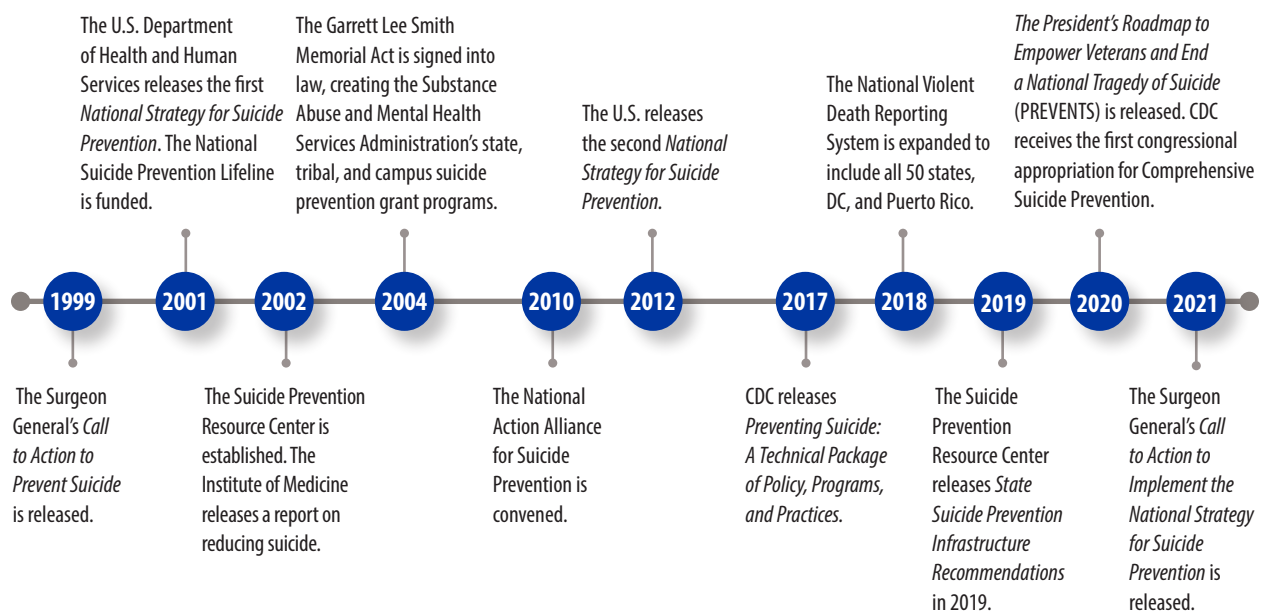 The U.S. Department
of Health and Human
Services releases the first
National Strategy for Suicide
Prevention. The National
Suicide Prevention Lifeline
is funded.
The Garrett Lee Smith
Memorial Act is signed into
law, creating the Substance
Abuse and Mental Health
Services Administration’s state,
tribal, and campus suicide
prevention grant programs.
The U.S. releases
the second National
Strategy for Suicide
Prevention.
The National Violent
Death Reporting
System is expanded to
include all 50 states,
DC, and Puerto Rico.
The President’s Roadmap to
Empower Veterans and End
a National Tragedy of Suicide
(PREVENTS) is released. CDC
receives the first congressional
appropriation for Comprehensive
Suicide Prevention.
1999
2001
2002
2004
2010
2012
2017
2018
2019
2020
2021
The Surgeon
General’s Call
to Action to
Prevent Suicide
is released.
The Suicide Prevention
Resource Center is
established. The
Institute of Medicine
releases a report on
reducing suicide.
The National
Action Alliance
for Suicide
Prevention is
convened.
CDC releases
Preventing Suicide:
A Technical Package
of Policy, Programs,
and Practices.
The Suicide
Prevention
Resource Center
releases State
Suicide Prevention
Infrastructure
Recommendations
in 2019.
The Surgeon
General’s Call
to Action to
Implement the
National Strategy
for Suicide
Prevention is
released.